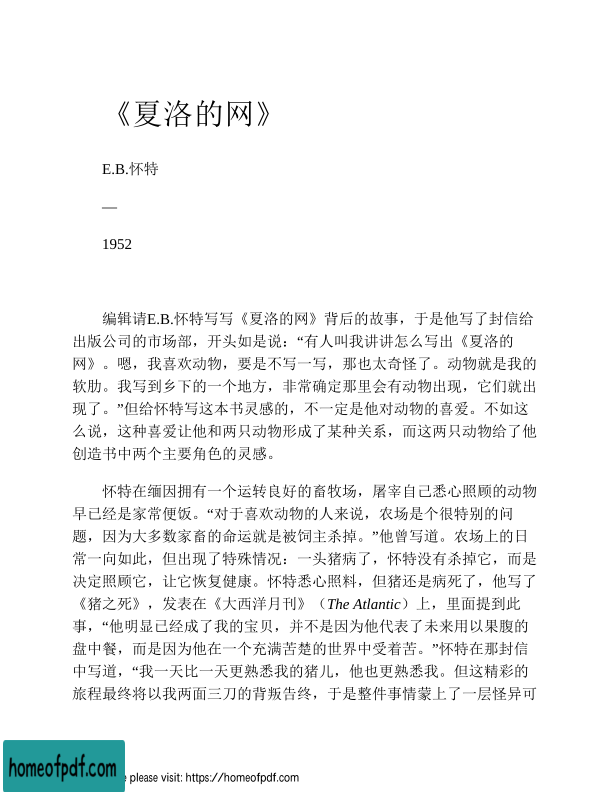 《夏洛的网》
E.B.怀特
—
1952
编辑请E.B.怀特写写《夏洛的网》背后的故事，于是他写了封信给
出版公司的市场部，开头如是说：“有人叫我讲讲怎么写出《夏洛的
网》。嗯，我喜欢动物，要是不写一写，那也太奇怪了。动物就是我的
软肋。我写到乡下的一个地方，非常确定那里会有动物出现，它们就出
现了。”但给怀特写这本书灵感的，不一定是他对动物的喜爱。不如这
么说，这种喜爱让他和两只动物形成了某种关系，而这两只动物给了他
创造书中两个主要角色的灵感。
怀特在缅因拥有一个运转良好的畜牧场，屠宰自己悉心照顾的动物
早已经是家常便饭。“对于喜欢动物的人来说，农场是个很特别的问
题，因为大多数家畜的命运就是被饲主杀掉。”他曾写道。农场上的日
常一向如此，但出现了特殊情况：一头猪病了，怀特没有杀掉它，而是
决定照顾它，让它恢复健康。怀特悉心照料，但猪还是病死了，他写了
《猪之死》，发表在《大西洋月刊》（The Atlantic）上，里面提到此
事，“他明显已经成了我的宝贝，并不是因为他代表了未来用以果腹的
盘中餐，而是因为他在一个充满苦楚的世界中受着苦。”怀特在那封信
中写道，“我一天比一天更熟悉我的猪儿，他也更熟悉我。但这精彩的
旅程最终将以我两面三刀的背叛告终，于是整件事情蒙上了一层怪异可
homeofpdf.com
e please visit: https://homeofpdf.com